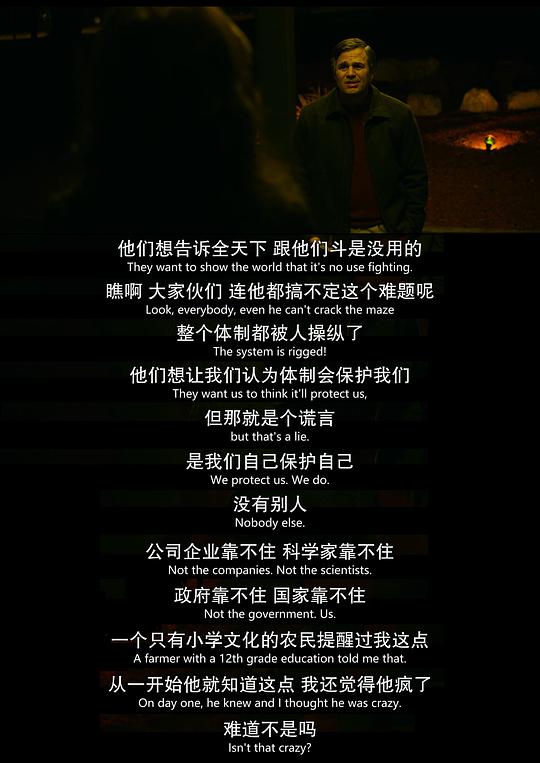 他们想告诉全天下 跟他们斗是没用的
They want to show the world that it's no use fighting.
瞧啊 大家伙们 连他都搞不定这个难题呢
Look, everybody, even he can't crack the maze
整个体制都被人操纵了
The system is rigged!
他们想让我们认为体制会保护我们
They want us to think it'll protect us,
但那就是个谎言
but that's a lie.
是我们自己保护自己
We protect us. We do.
没有别人
Nobody else.
公司企业靠不住 科学家靠不住
Not the companies. Not the scientists.
政府靠不住 国家靠不住
Not the government. Us.
一个只有小学文化的农民提醒过我这点
A farmer with a 12th grade education told me that.
从一开始他就知道这点 我还觉得他疯了
On day one, he knew and I thought he was crazy.
难道不是吗
Isn't that crazy?